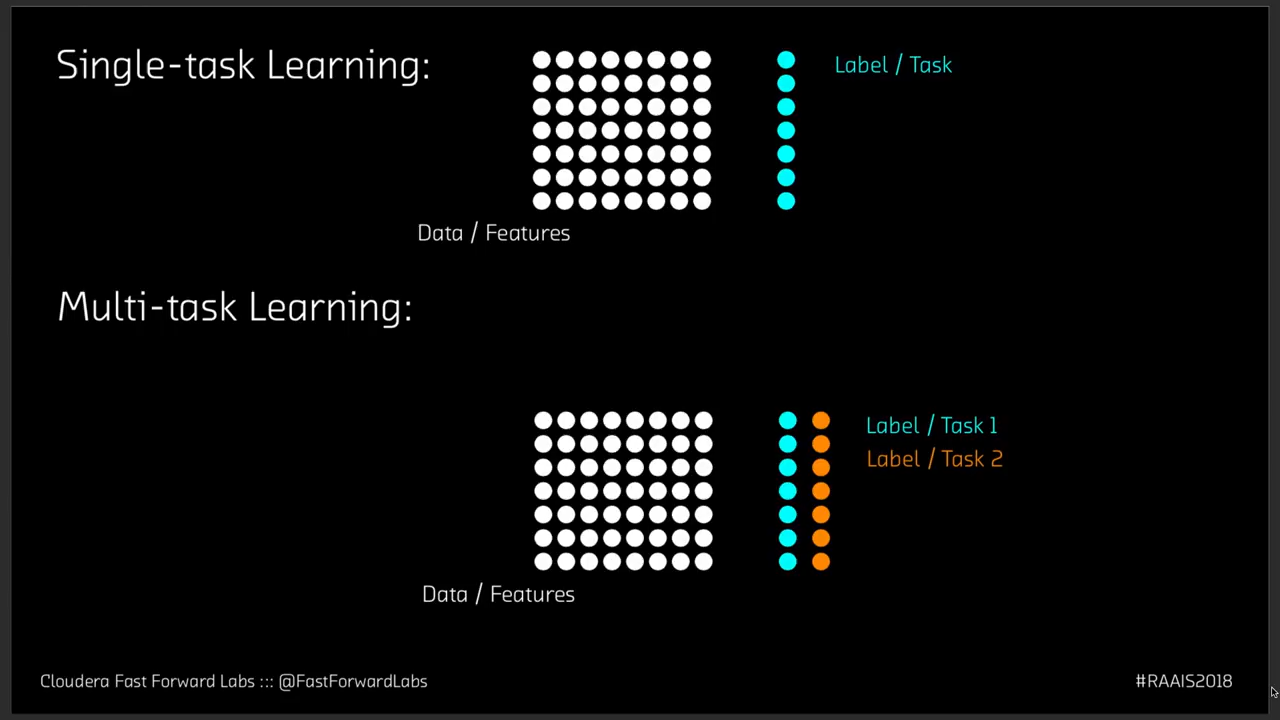 Single-task Learning:
Label / Task
Data / Features
Multi-task Learning:
Label / Task 1
Label / Task 2
Data / Features
Cloudera Fast Forward Labs ::: @FastForwardLabs
#RAAIS2018